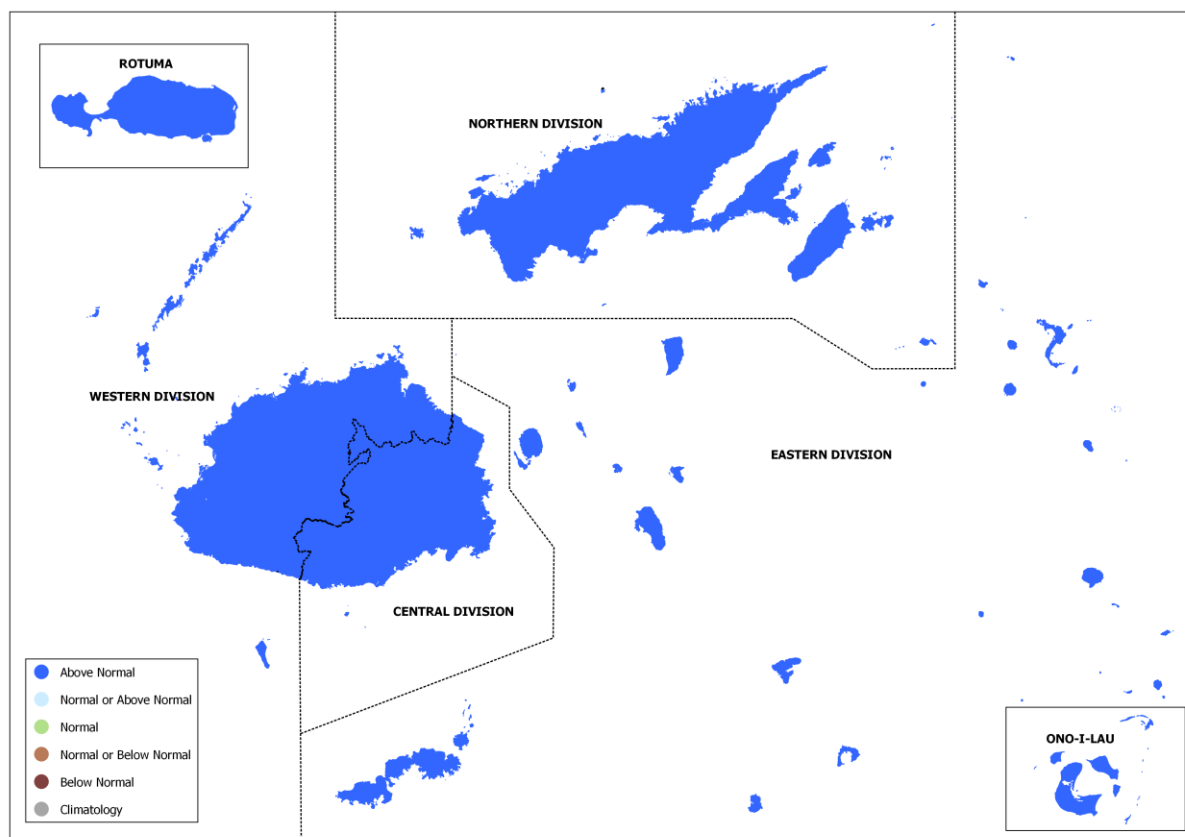 ROTUMA
NORTHERN DIVISION
WESTERN DIVISION
EASTERN DIVISION
CENTRAL DIVISION
Above Normal
Normal or Above Normal
Normal
Normal or Below Normal
Below Normal
Climatology
ONO-I-LAU